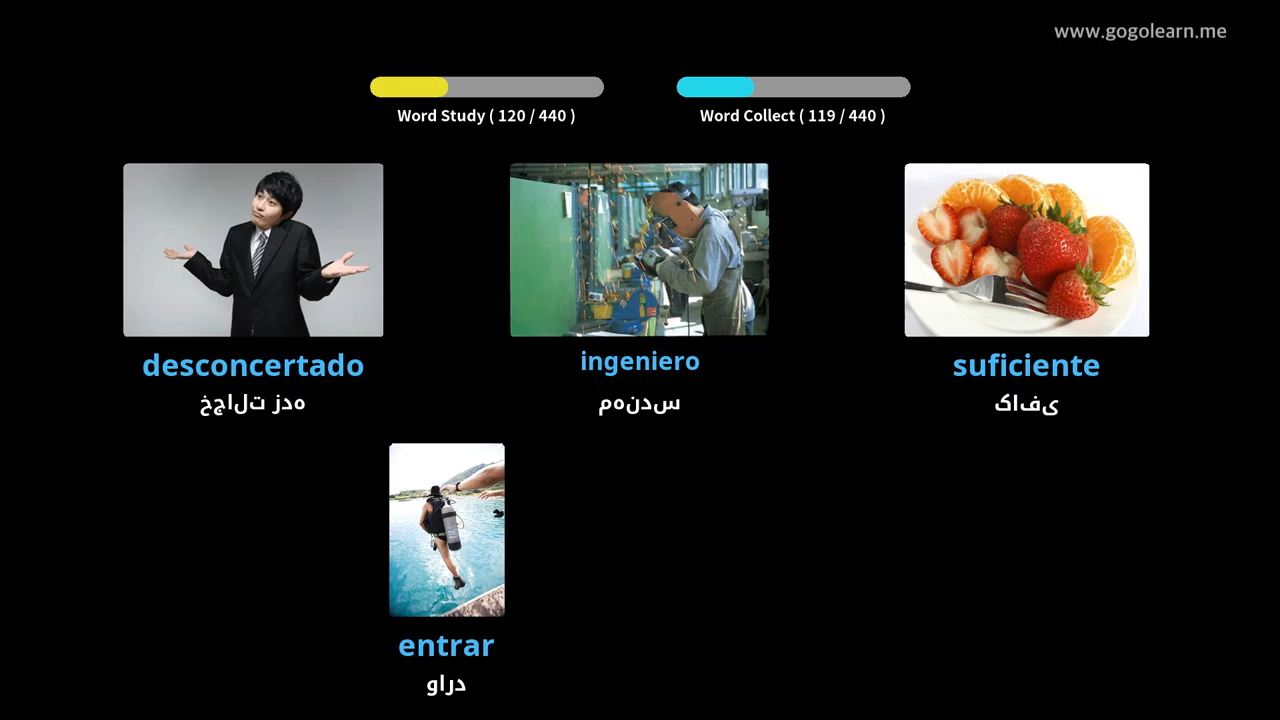 www.gogolearn.me
Word Study ( 120 / 440 )
Word Collect ( 119 / 440 )
desconcertado
هدز تلاجخ
ingeniero
سدنهم
suficiente
یفاک
entrar
دراو